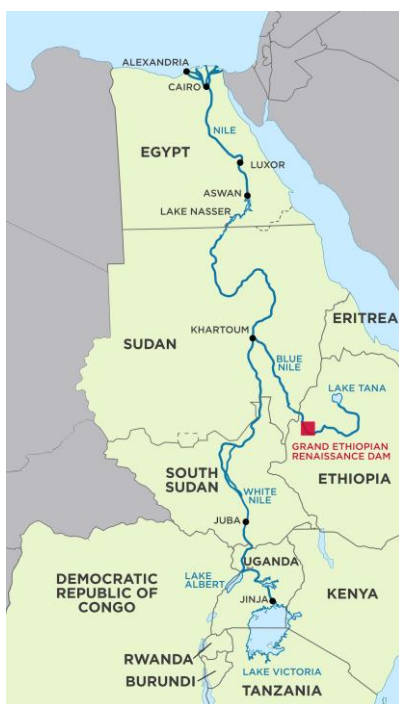 ALEXANDRIA
CAIRO
NILE
EGYPT
LUXOR
ASWAN
LAKE NASSER
ERITREA
KHARTOUM
SUDAN
BLUE
NILE
LAKE TANA
GRAND ETHIOPIAN
RENAISSANCE DAM
SOUTH
SUDAN
ETHIOPIA
WHITE
NILE
JUBA
UGANDA
LAKE
ALBERT
DEMOCRATIC
REPUBLIC OF
CONGO
KENYA
JINJA
RWANDA
BURUNDI
LAKE VICTORIA
TANZANIA